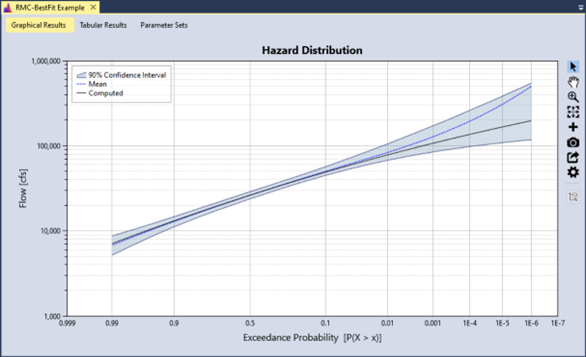 RMC-BestFit Example
Graphical Results Tabular Results Parameter Sets
Hazard Distribution
1,000,000
90% Confidence Interval
Mean
Computed
100,000
Flow [cfs]
10,000
1,000
0.999 0.99 0.9 0.5 0.1 0.01 0.001 1E-4 1E-5 1E-6 1E-7
Exceedance Probability [P(X > x)]